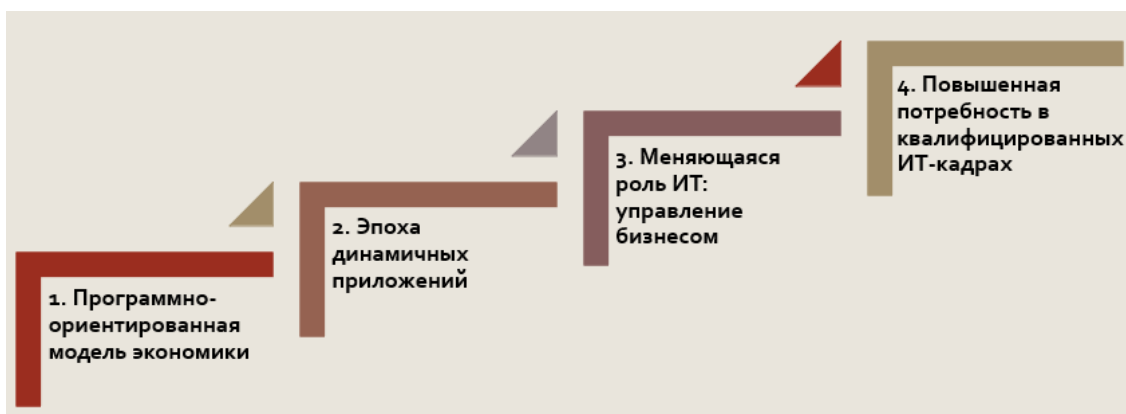 1. Программно-
ориентированная
модель экономики
2. Эпоха
динамичных
приложений
3. Меняющаяся
роль ИТ:
управление
бизнесом
4. Повышенная
потребность в
квалифицированных
ИТ-кадрах